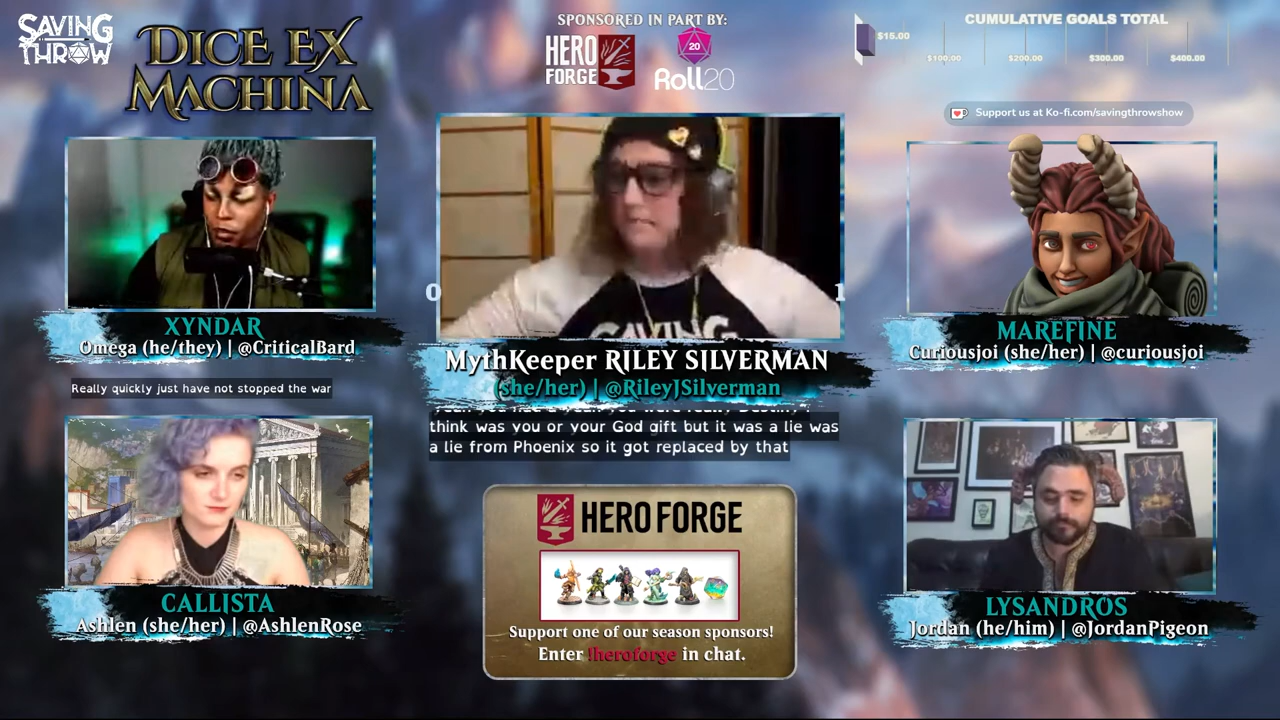 SAVING
THROW
DICE EX
MACHINA
SPONSORED IN PART BY:
HERO
FORGE
20
Roll20
CUMULATIVE GOALS TOTAL
$15.00
$100.00 $200.00 $300.00 $400.00
Support us at Ko-fi.com/savingthrowshow
0
1
SAVING
XYNDAR
Omega (he/they) | @CriticalBard
MythKeeper RILEY SILVERMAN
(she/her) | @RileyJSilverman
MAREFINE
Curiousjoi (she/her) | @curiousjoi
Really quickly just have not stopped the war
think was you or your God gift but it was a lie was
a lie from Phoenix so it got replaced by that
HERO FORGE
Support one of our season sponsors!
Enter !heroforge in chat.
CALLISTA
Ashlen (she/her) | @AshlenRose
LYSANDROS
Jordan (he/him) | @JordanPigeon